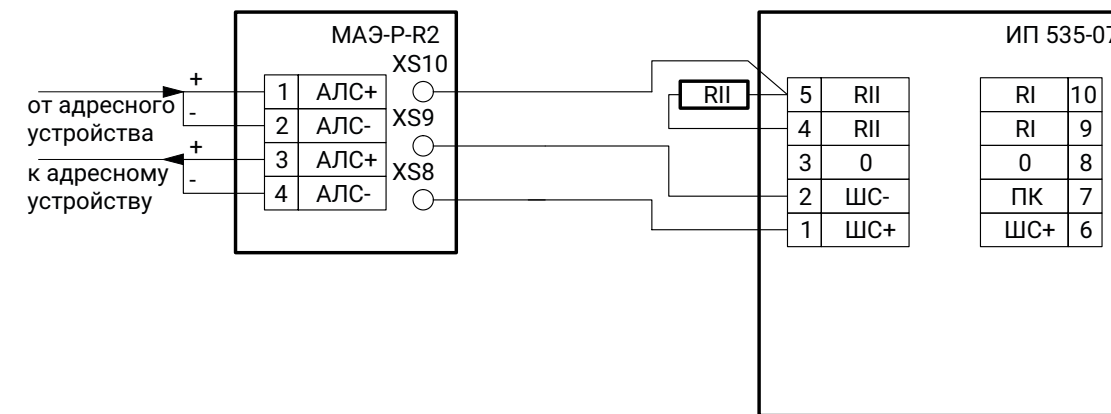 МАЭ-Р-R2
ИП 535-07
XS10
+
1 АЛС+
от адресного
-
устройства
2 АЛС-
XS9
+
3 АЛС+
к адресному
-
устройству
4 АЛС-
XS8
RII
5 RII
4 RII
3 0
2 ШС-
1 ШС+
RI 10
RI 9
0 8
ПК 7
ШС+ 6